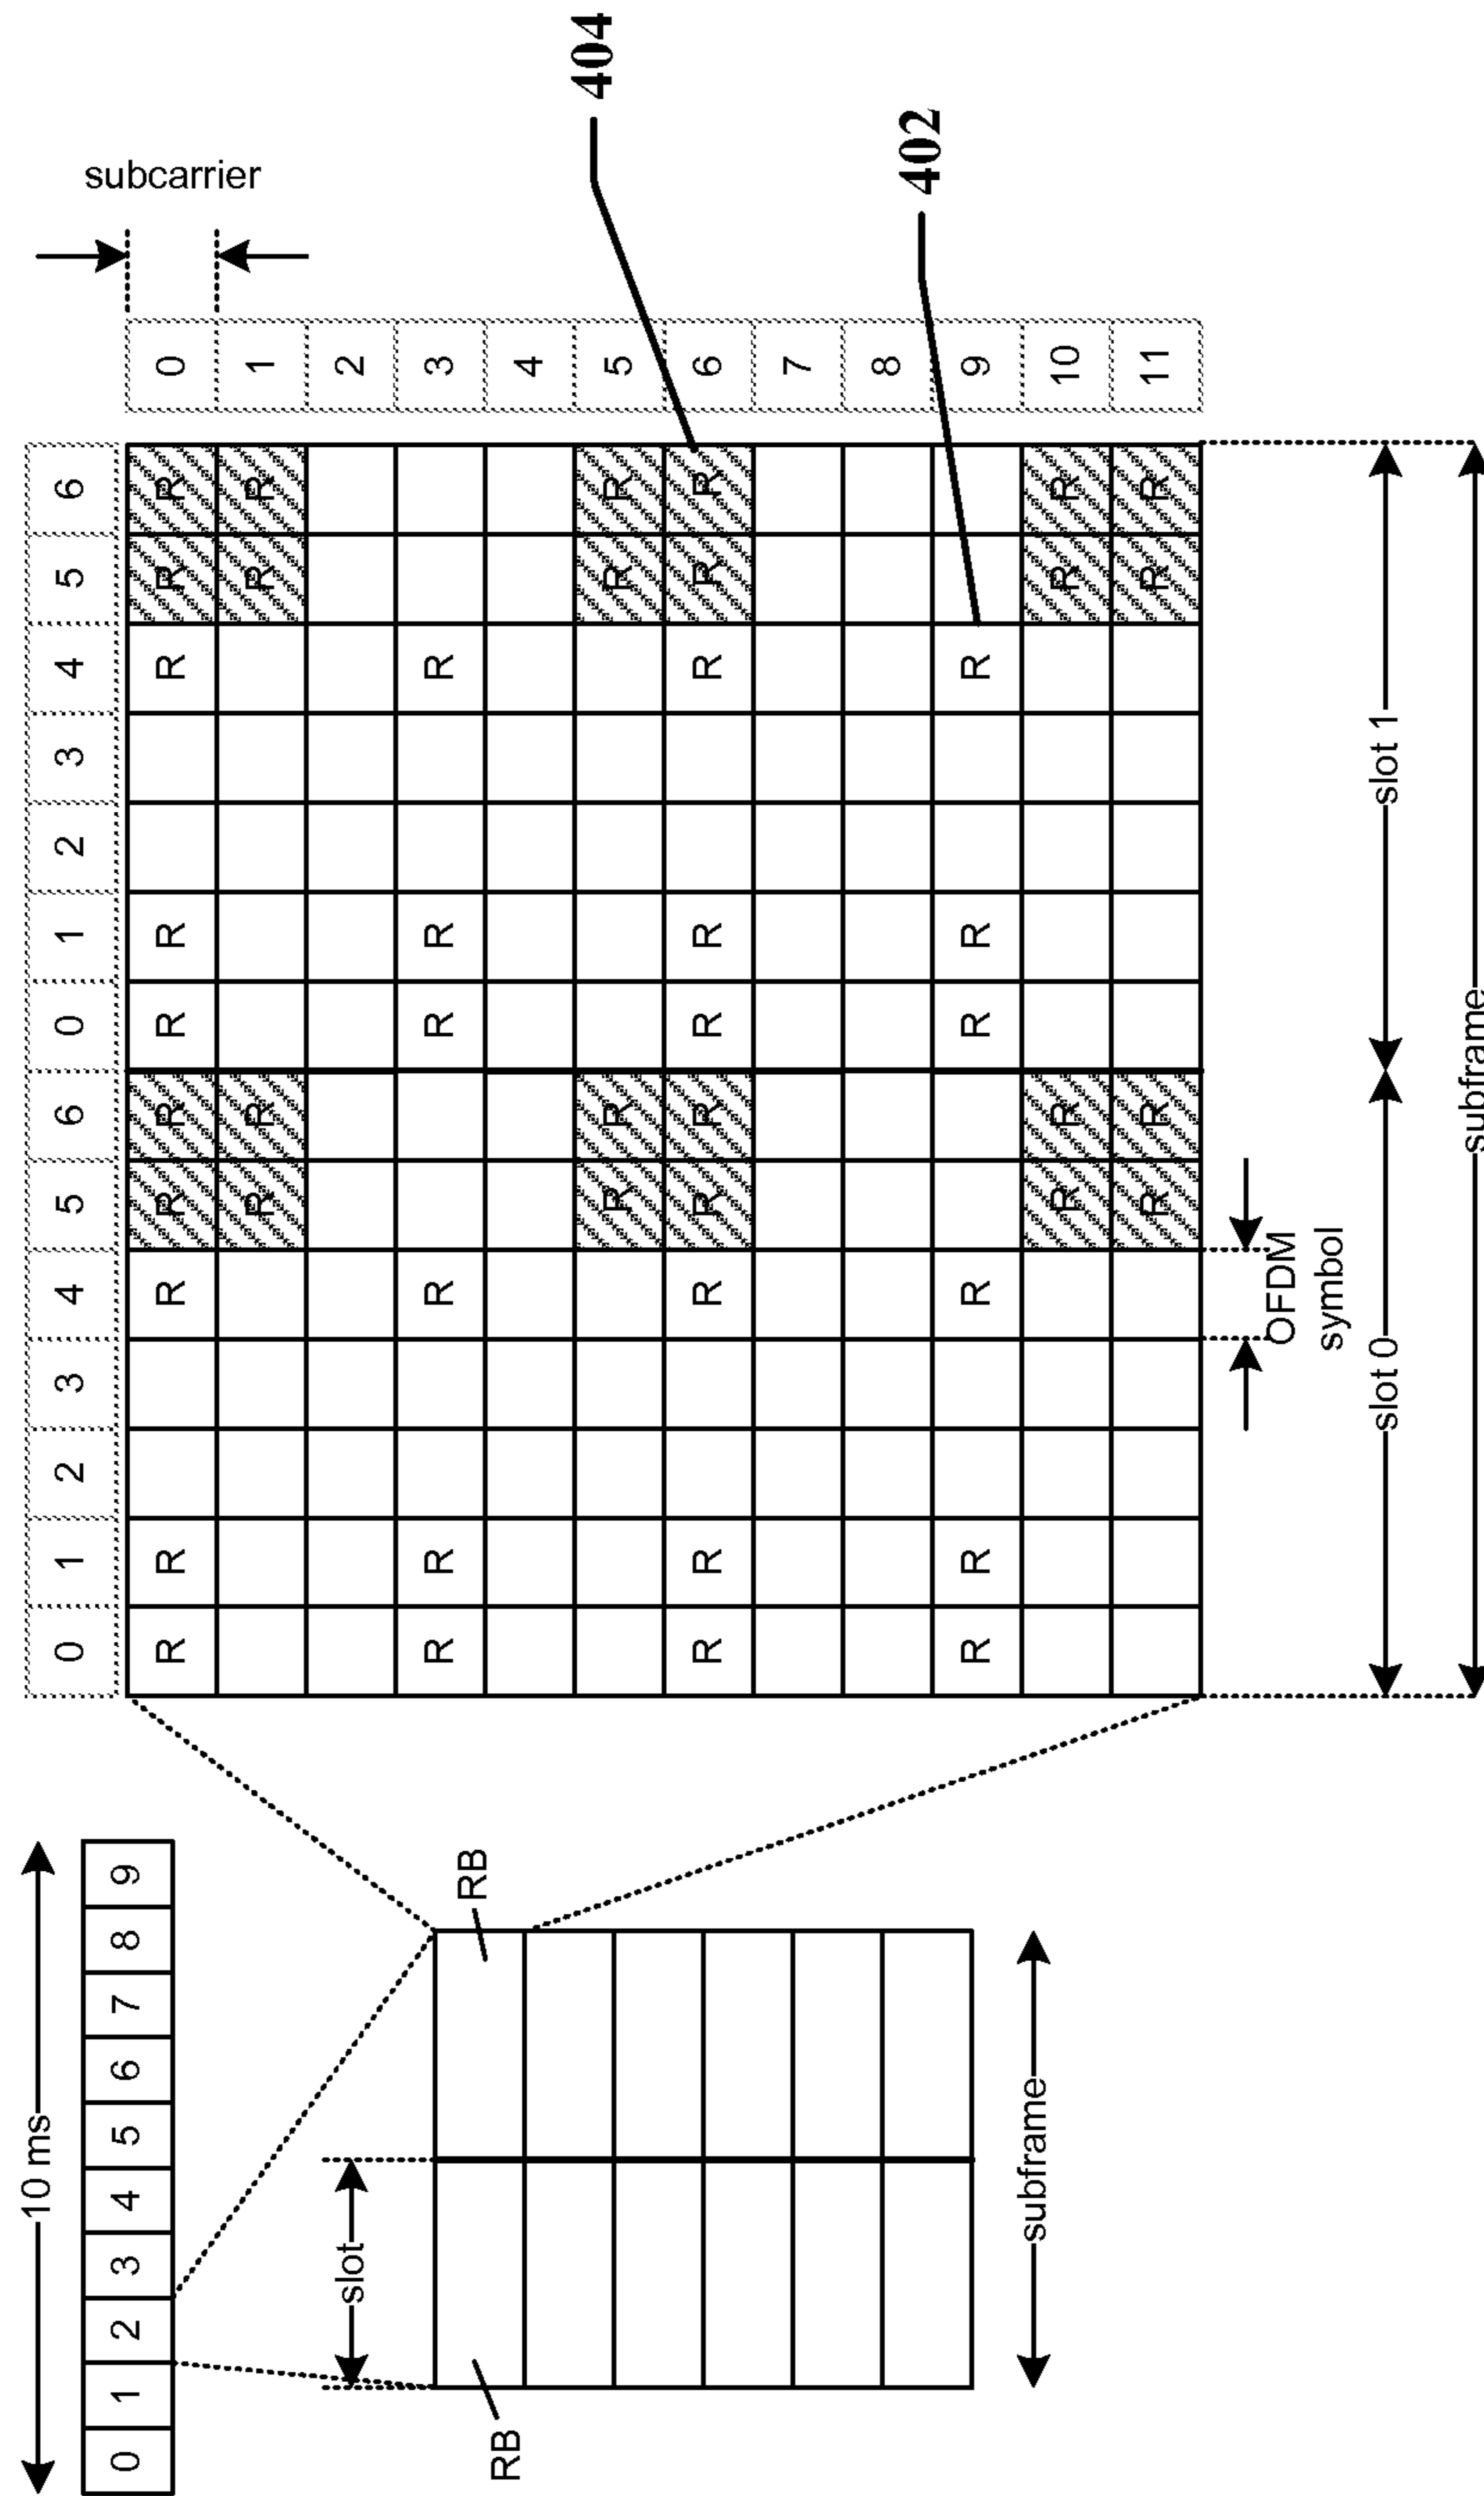 10 ms
0 1 2 3 4 5 6 7 8 9
slot
RB
RB
subframe
0 1 2 3 4 5 6 0 1 2 3 4 5 6
subcarrier
R R R R R R R R R R 0
R R R R 1
2
R R R R R R 3
4
R R R R 5
R R R R R R R R R R 6
7
8
R R R R R R 9
R R R R 10
R R R R 11
404
402
OFDM
symbol
slot 0
slot 1
subframe